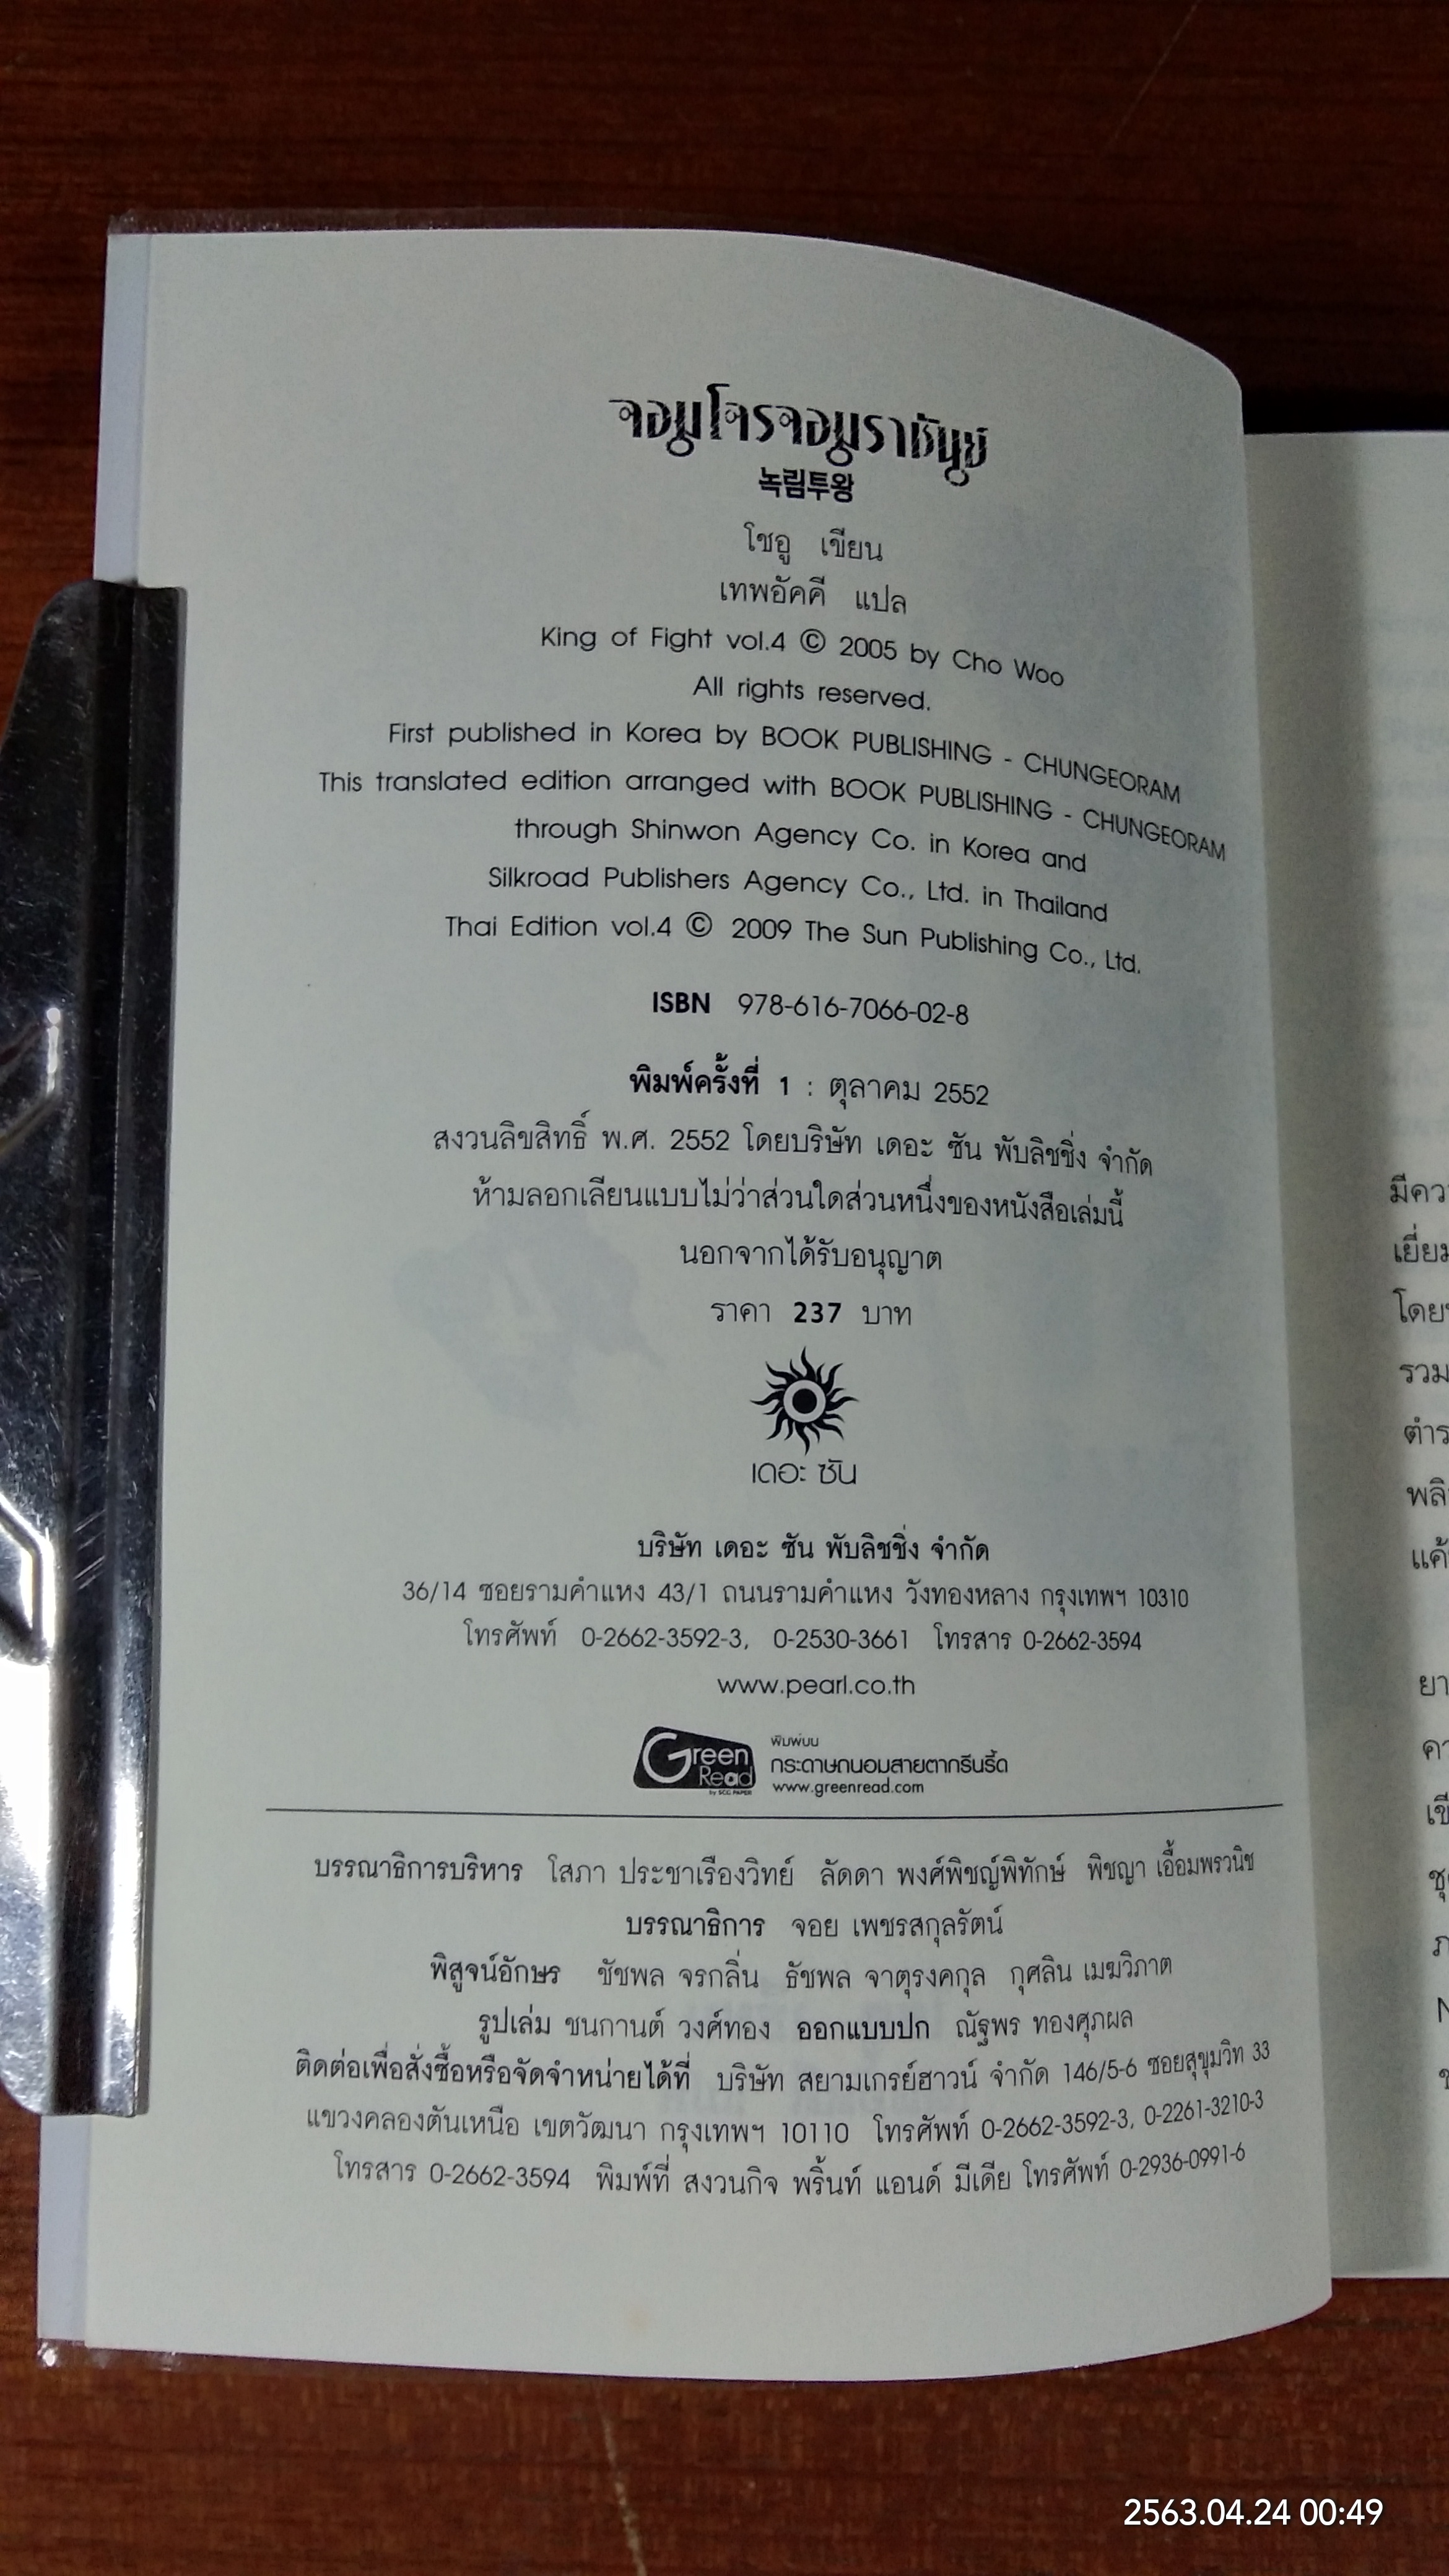 จอมโจรจอมราชันย์
녹림투왕
โชอู เขียน
เทพอัคคี แปล
King of Fight vol.4 © 2005 by Cho Woo
All rights reserved.
First published in Korea by BOOK PUBLISHING - CHUNGEORAM
This translated edition arranged with BOOK PUBLISHING - CHUNGEORAM
through Shinwon Agency Co. in Korea and
Silkroad Publishers Agency Co., Ltd. in Thailand
Thai Edition vol.4 © 2009 The Sun Publishing Co., Ltd.
ISBN 978-616-7066-02-8
พิมพ์ครั้งที่ 1 : ตุลาคม 2552
สงวนลิขสิทธิ์ พ.ศ. 2552 โดยบริษัท เดอะ ซัน พับลิชชิ่ง จำกัด
ห้ามลอกเลียนแบบไม่ว่าส่วนใดส่วนหนึ่งของหนังสือเล่มนี้
นอกจากได้รับอนุญาต
ราคา 237 บาท
เดอะ ซัน
บริษัท เดอะ ซัน พับลิชชิ่ง จำกัด
36/14 ซอยรามคำแหง 43/1 ถนนรามคำแหง วังทองหลาง กรุงเทพฯ 10310
โทรศัพท์ 0-2662-3592-3, 0-2530-3661 โทรสาร 0-2662-3594
www.pearl.co.th
Green Read by SCG PAPER
พิมพ์บน
กระดาษถนอมสายตากรีนรี้ด
www.greenread.com
บรรณาธิการบริหาร โสภา ประชาเรืองวิทย์ ลัดดา พงศ์พิชญ์พิทักษ์ พิชญา เอื้อมพรวนิช
บรรณาธิการ จอย เพชรสกุลรัตน์
พิสูจน์อักษร ชัชพล จรกลิ่น ธัชพล จาตุรงคกุล กุศลิน เมฆวิภาต
รูปเล่ม ชนกานต์ วงศ์ทอง ออกแบบปก ณัฐพร ทองศุภผล
ติดต่อเพื่อสั่งซื้อหรือจัดจำหน่ายได้ที่ บริษัท สยามเกรย์ฮาวน์ จำกัด 146/5-6 ซอยสุขุมวิท 33
แขวงคลองตันเหนือ เขตวัฒนา กรุงเทพฯ 10110 โทรศัพท์ 0-2662-3592-3, 0-2261-3210-3
โทรสาร 0-2662-3594 พิมพ์ที่ สงวนกิจ พริ้นท์ แอนด์ มีเดีย โทรศัพท์ 0-2936-0991-6
2563.04.24 00:49